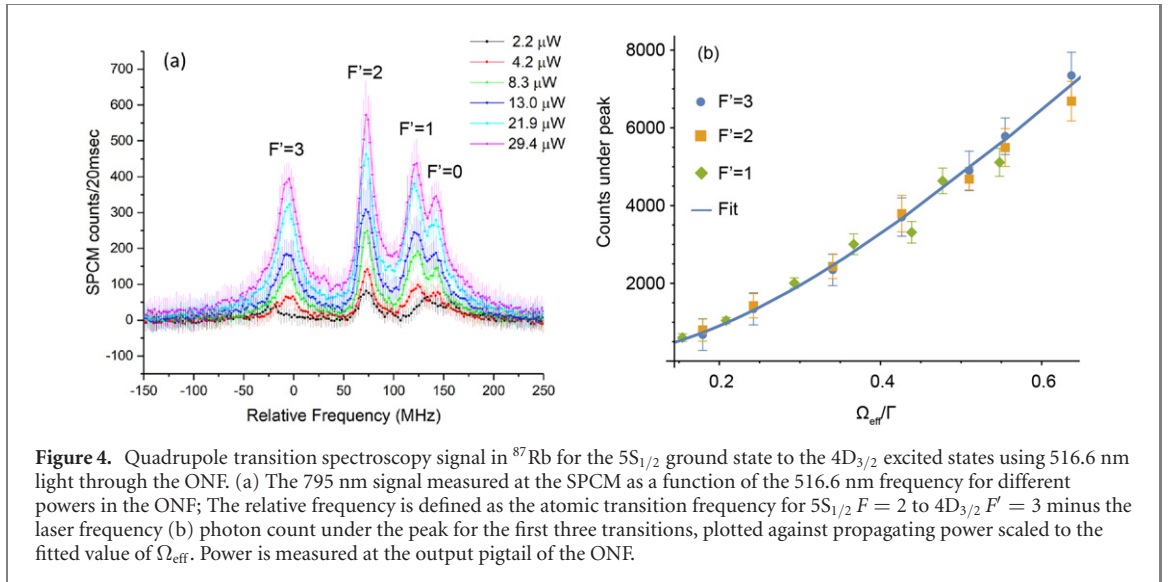 (a)
2.2 μW
4.2 μW
8.3 μW
13.0 μW
21.9 μW
29.4 μW
F'=3
F'=2
F'=1
F'=0
SPCM counts/20msec
700
600
500
400
300
200
100
0
-100
-150
-100
-50
0
50
100
150
200
250
Relative Frequency (MHz)
(b)
F'=3
F'=2
F'=1
Fit
Counts under peak
8000
6000
4000
2000
0.2
0.4
0.6
Ωeff/Γ
Figure 4. Quadrupole transition spectroscopy signal in ⁸⁷Rb for the 5S₁/₂ ground state to the 4D₃/₂ excited states using 516.6 nm
light through the ONF. (a) The 795 nm signal measured at the SPCM as a function of the 516.6 nm frequency for different
powers in the ONF; The relative frequency is defined as the atomic transition frequency for 5S₁/₂ F = 2 to 4D₃/₂ F′ = 3 minus the
laser frequency (b) photon count under the peak for the first three transitions, plotted against propagating power scaled to the
fitted value of Ωeff. Power is measured at the output pigtail of the ONF.